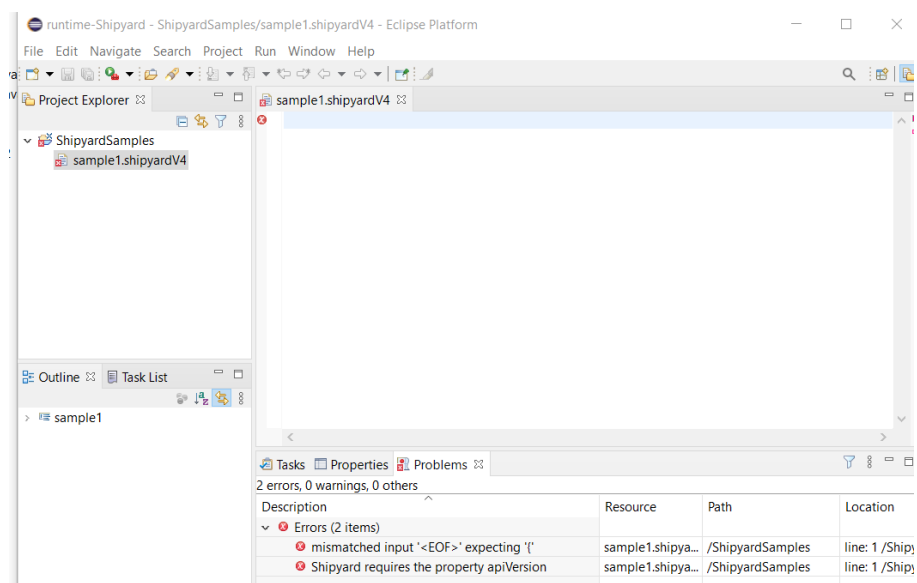 runtime-Shipyard - ShipyardSamples/sample1.shipyardV4 - Eclipse Platform
File Edit Navigate Search Project Run Window Help
Project Explorer
sample1.shipyardV4
ShipyardSamples
sample1.shipyardV4
Outline
Task List
sample1
Tasks
Properties
Problems
2 errors, 0 warnings, 0 others
Description Resource Path Location
Errors (2 items)
mismatched input '<EOF>' expecting '{' sample1.shipya... /ShipyardSamples line: 1 /Shipy
Shipyard requires the property apiVersion sample1.shipya... /ShipyardSamples line: 1 /Shipy